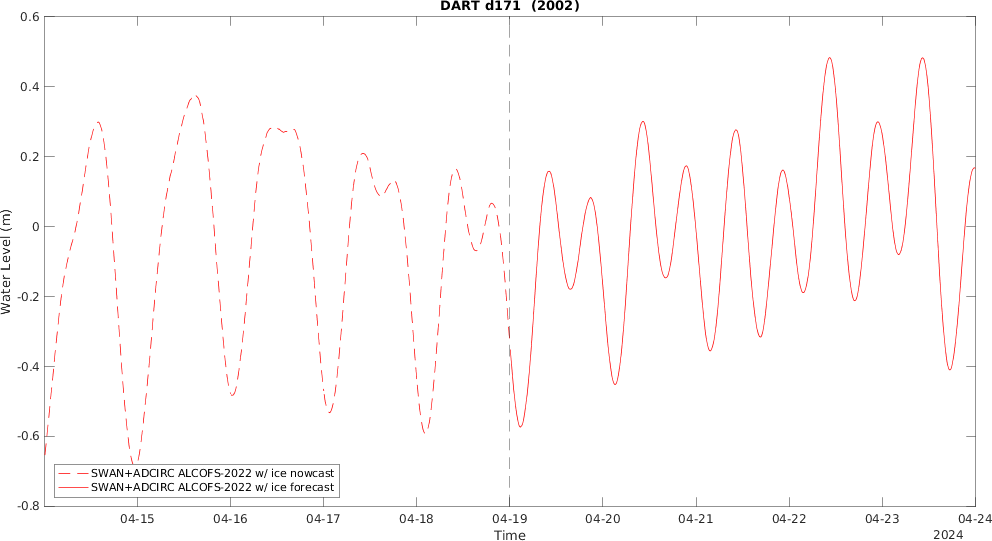 DART d171 (2002)
0.6
0.4
0.2
0
-0.2
-0.4
-0.6
-0.8
Water Level (m)
SWAN+ADCIRC ALCOFS-2022 w/ ice nowcast
SWAN+ADCIRC ALCOFS-2022 w/ ice forecast
04-15 04-16 04-17 04-18 04-19 04-20 04-21 04-22 04-23 04-24
Time
2024